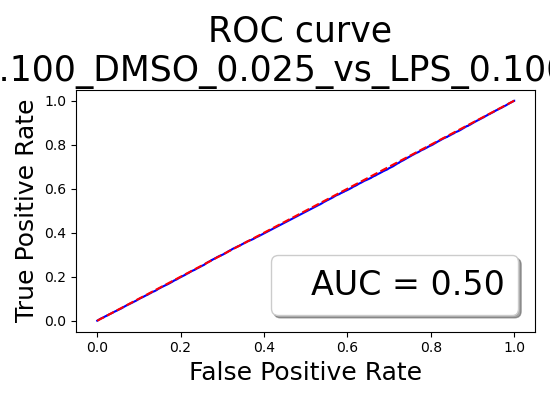 ROC curve
.100_DMSO_0.025_vs_LPS_0.100
True Positive Rate
1.0
0.8
0.6
0.4
0.2
0.0
AUC = 0.50
0.0 0.2 0.4 0.6 0.8 1.0
False Positive Rate